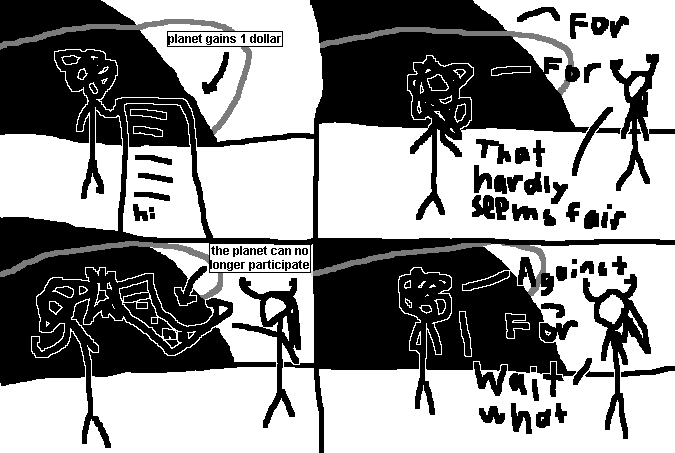 planet gains 1 dollar
hi
For
For
That
hardly
seems fair
the planet can no
longer participate
Against
For
Wait
what